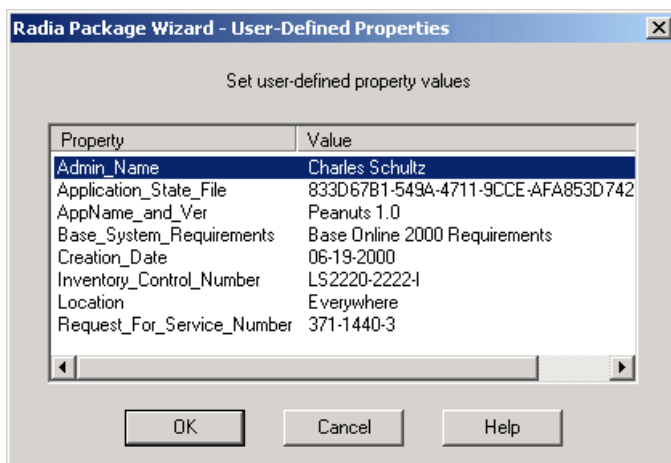 Radia Package Wizard - User-Defined Properties
Set user-defined property values
Property Value
Admin_Name Charles Schultz
Application_State_File 833D67B1-549A-4711-9CCE-AFA853D742
AppName_and_Ver Peanuts 1.0
Base_System_Requirements Base Online 2000 Requirements
Creation_Date 06-19-2000
Inventory_Control_Number LS2220-2222-I
Location Everywhere
Request_For_Service_Number 371-1440-3
OK Cancel Help